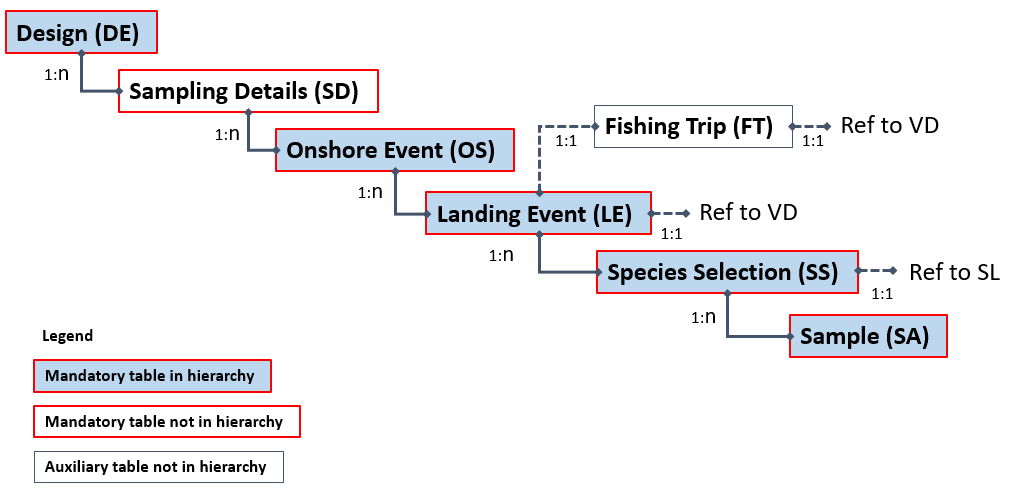 Design (DE)
1:n
Sampling Details (SD)
1:n
Fishing Trip (FT)
Ref to VD
1:1
1:1
Onshore Event (OS)
1:n
Landing Event (LE)
Ref to VD
1:1
1:n
Species Selection (SS)
Ref to SL
1:1
1:n
Sample (SA)
Legend
Mandatory table in hierarchy
Mandatory table not in hierarchy
Auxiliary table not in hierarchy